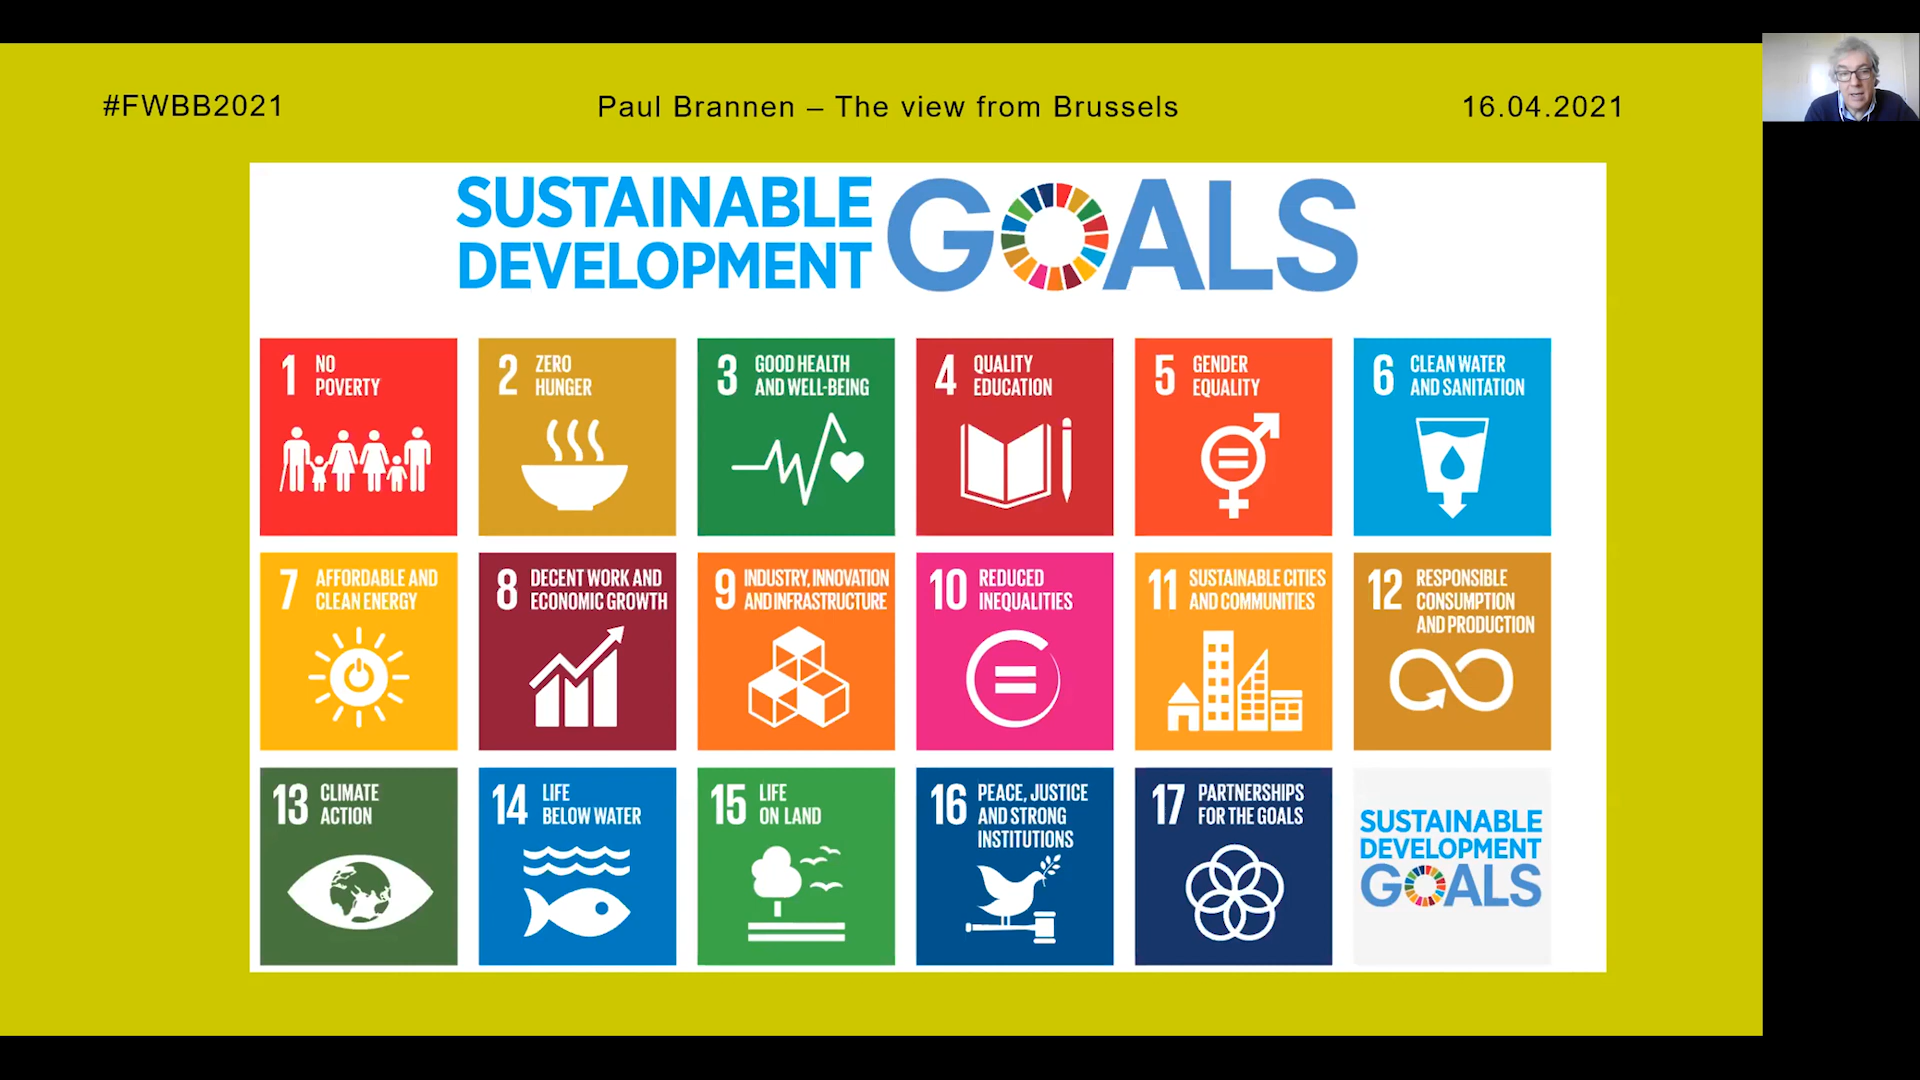 #FWBB2021
Paul Brannen – The view from Brussels
16.04.2021
SUSTAINABLE
DEVELOPMENT
GOALS
1 NO
POVERTY
2 ZERO
HUNGER
3 GOOD HEALTH
AND WELL-BEING
4 QUALITY
EDUCATION
5 GENDER
EQUALITY
6 CLEAN WATER
AND SANITATION
7 AFFORDABLE AND
CLEAN ENERGY
8 DECENT WORK AND
ECONOMIC GROWTH
9 INDUSTRY, INNOVATION
AND INFRASTRUCTURE
10 REDUCED
INEQUALITIES
11 SUSTAINABLE CITIES
AND COMMUNITIES
12 RESPONSIBLE
CONSUMPTION
AND PRODUCTION
13 CLIMATE
ACTION
14 LIFE
BELOW WATER
15 LIFE
ON LAND
16 PEACE, JUSTICE
AND STRONG
INSTITUTIONS
17 PARTNERSHIPS
FOR THE GOALS
SUSTAINABLE
DEVELOPMENT
GOALS